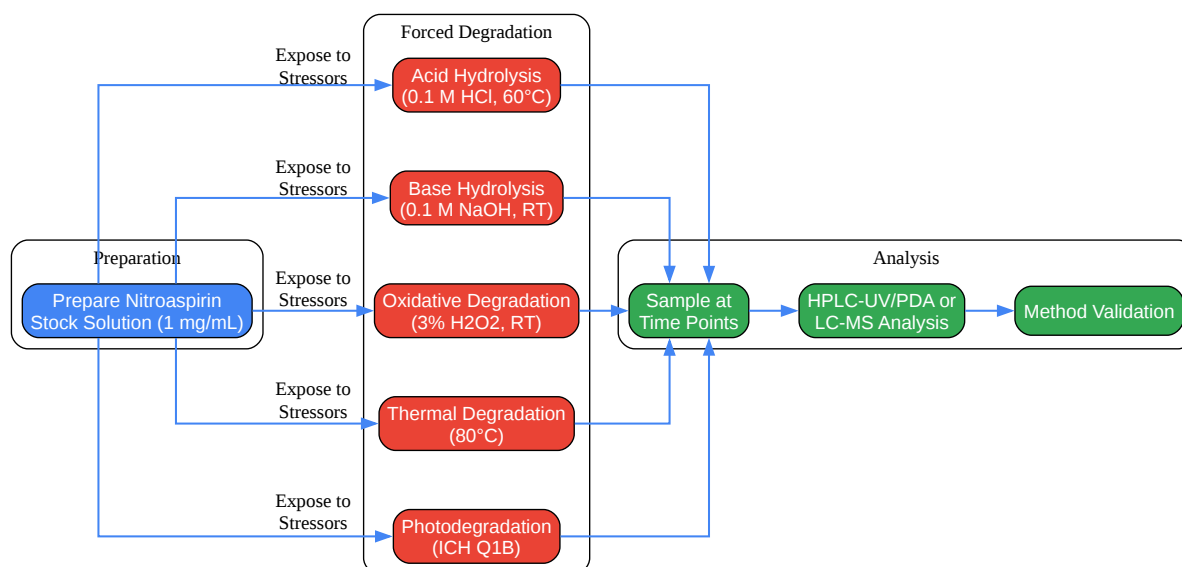 Forced Degradation
Expose to
Stressors
Acid Hydrolysis
(0.1 M HCl, 60°C)
Expose to
Stressors
Base Hydrolysis
(0.1 M NaOH, RT)
Preparation
Prepare Nitroaspirin
Stock Solution (1 mg/mL)
Expose to
Stressors
Oxidative Degradation
(3% H2O2, RT)
Analysis
Sample at
Time Points
HPLC-UV/PDA or
LC-MS Analysis
Method Validation
Expose to
Stressors
Thermal Degradation
(80°C)
Expose to
Stressors
Photodegradation
(ICH Q1B)